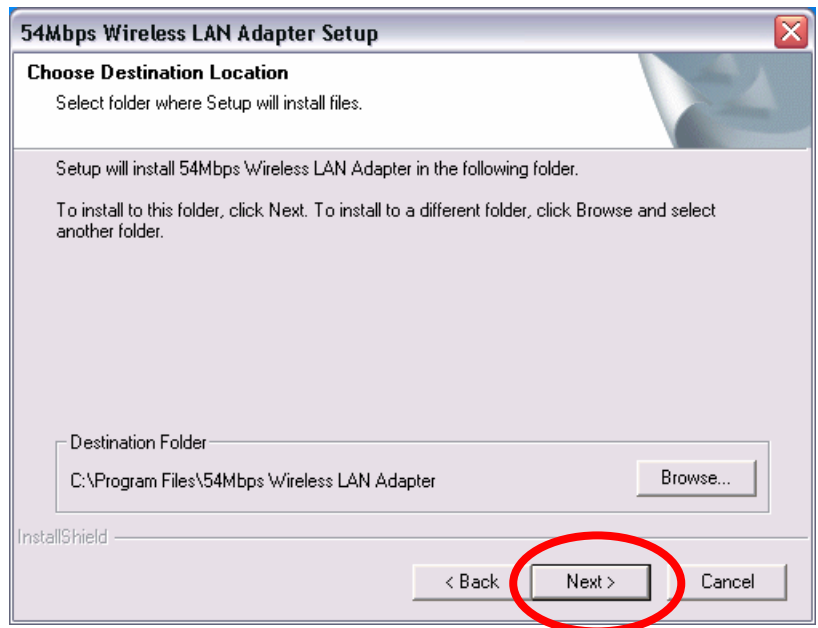 54Mbps Wireless LAN Adapter Setup
Choose Destination Location
Select folder where Setup will install files.
Setup will install 54Mbps Wireless LAN Adapter in the following folder.
To install to this folder, click Next. To install to a different folder, click Browse and select
another folder.
Destination Folder
C:\Program Files\54Mbps Wireless LAN Adapter
Browse...
InstallShield
< Back
Next >
Cancel